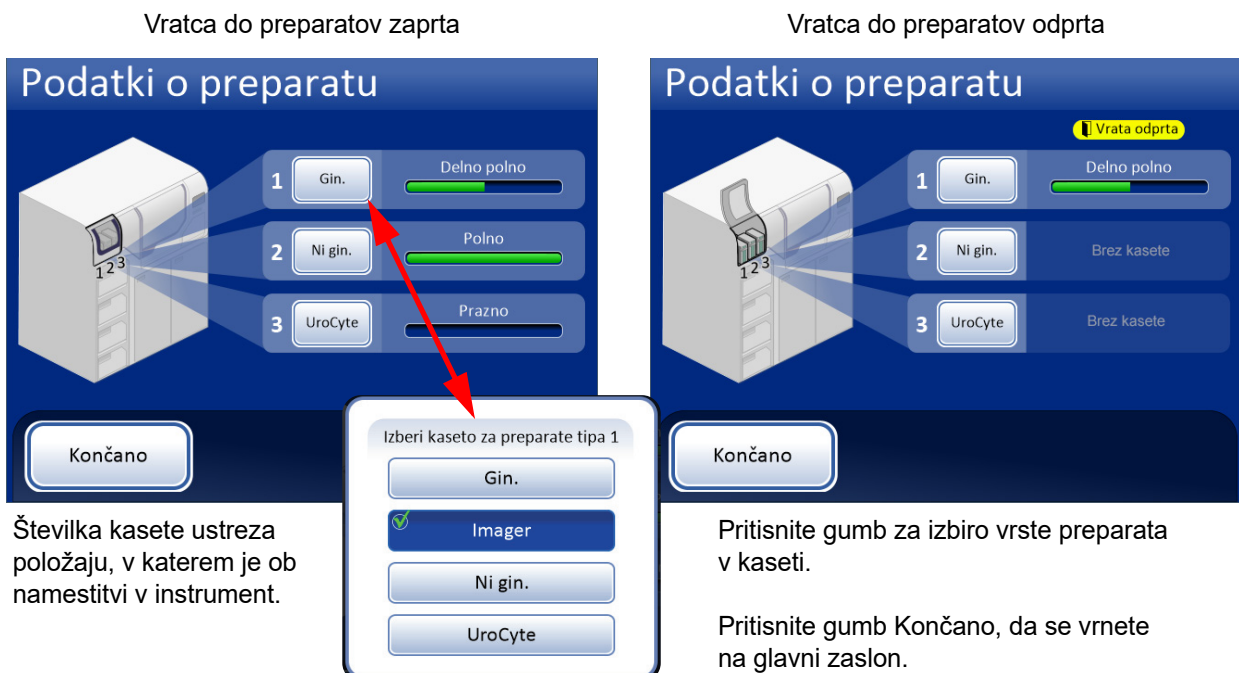 Vratca do preparatov zaprta
Podatki o preparatu
1 Gin. Delno polno
2 Ni gin. Polno
3 UroCyte Prazno
1 2 3
Končano
Izberi kaseto za preparate tipa 1
Gin.
Imager
Ni gin.
UroCyte
Številka kasete ustreza
položaju, v katerem je ob
namestitvi v instrument.
Vratca do preparatov odprta
Podatki o preparatu
Vrata odprta
1 Gin. Delno polno
2 Ni gin. Brez kasete
3 UroCyte Brez kasete
1 2 3
Končano
Pritisnite gumb za izbiro vrste preparata
v kaseti.
Pritisnite gumb Končano, da se vrnete
na glavni zaslon.